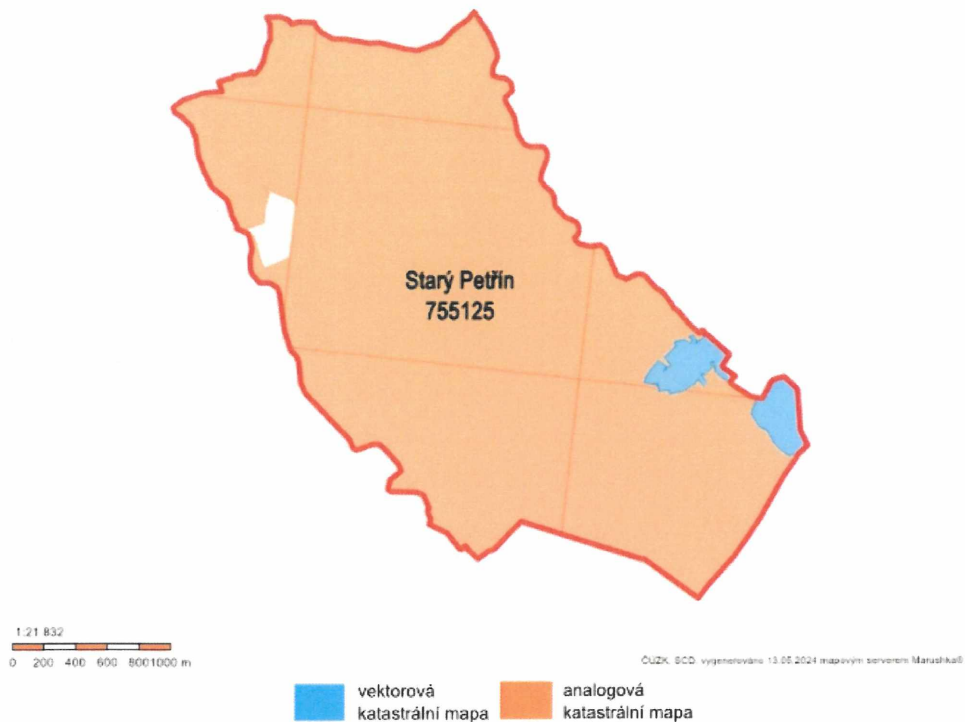 Starý Petřín
755125
1:21 832
0 200 400 600 8001000 m
ČÚZK, SCD, vygenerováno 13.05.2024 mapovým serverem Marushka®
vektorová
katastrální mapa
analogová
katastrální mapa